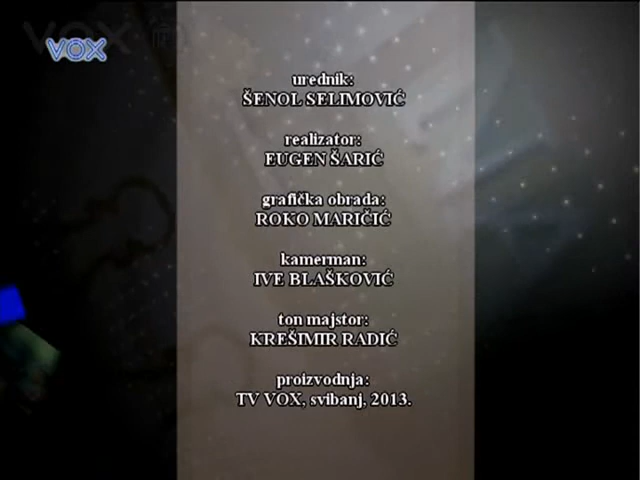 VOX
VOX
urednik:
ŠENOL SELIMOVIĆ
realizator:
EUGEN ŠARIĆ
grafička obrada:
ROKO MARIČIĆ
kamerman:
IVE BLAŠKOVIĆ
ton majstor:
KREŠIMIR RADIĆ
proizvodnja:
TV VOX, svibanj, 2013.